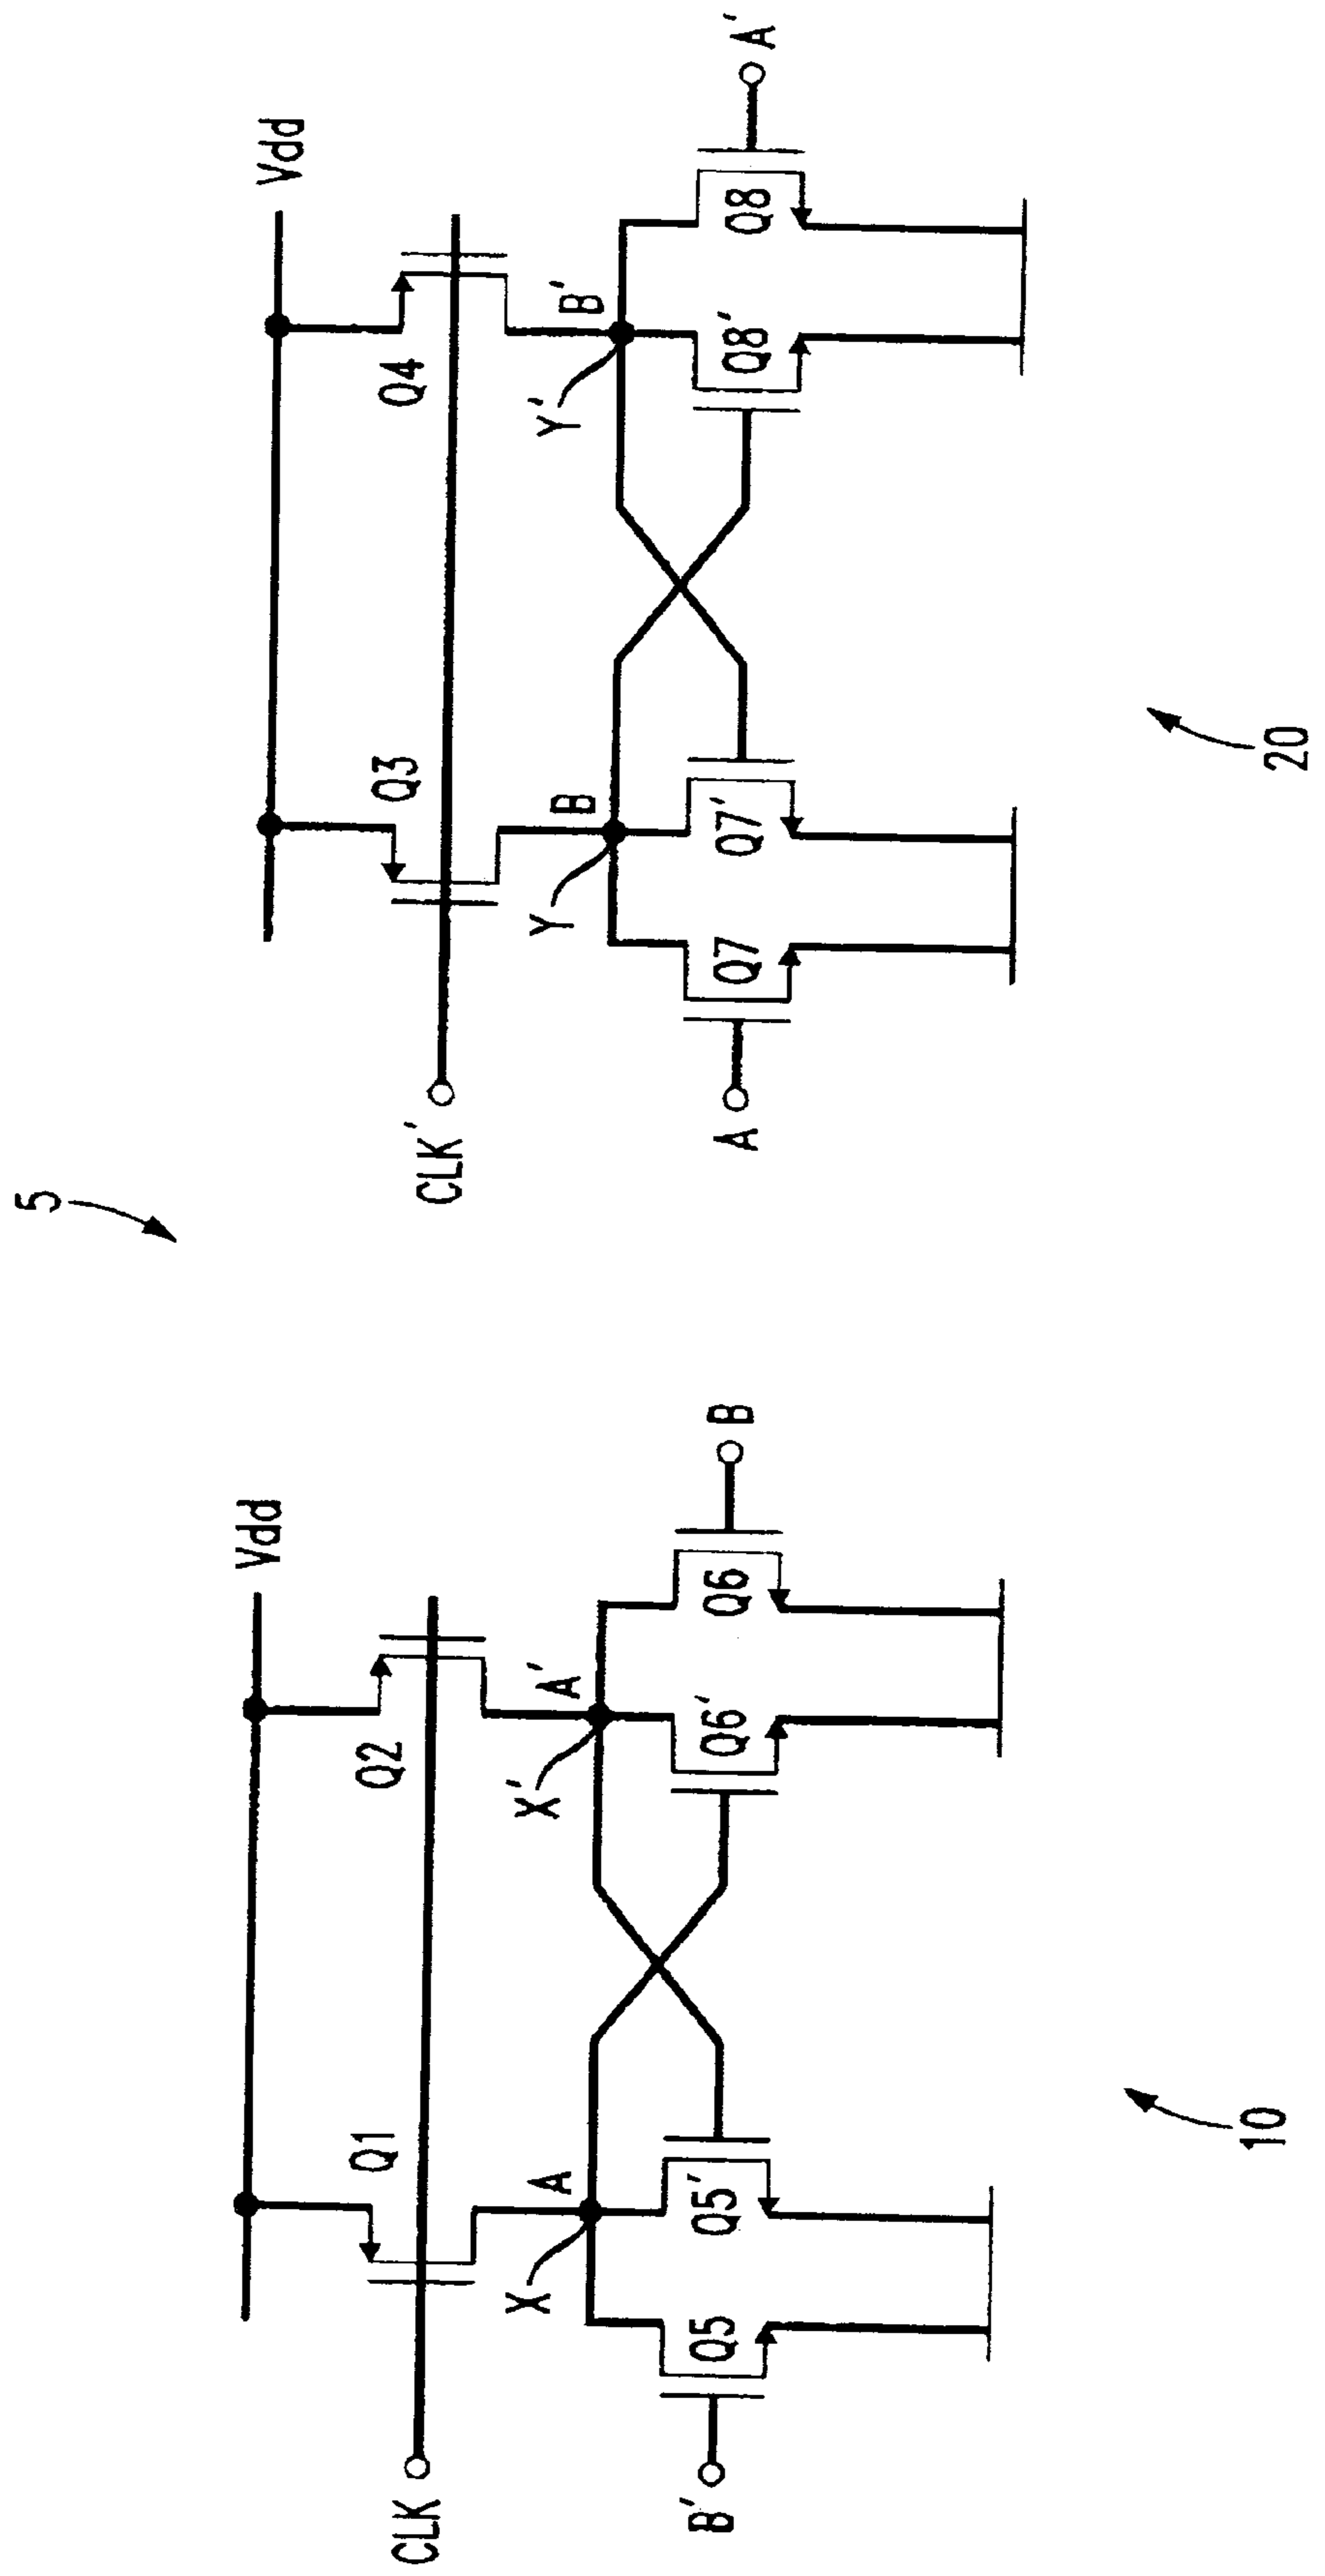 5
Vdd
Vdd
Q1
Q2
Q3
Q4
CLK
CLK'
A
A'
B
B'
X
X'
Y
Y'
B'
Q5
Q5'
Q6'
Q6
B
A
Q7
Q7'
Q8'
Q8
A'
10
20